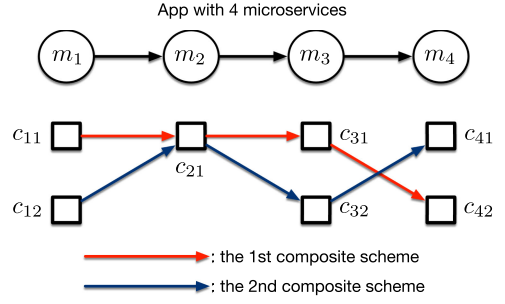 App with 4 microservices
m₁ m₂ m₃ m₄
c₁₁ c₃₁ c₄₁
c₂₁
c₁₂ c₃₂ c₄₂
: the 1st composite scheme
: the 2nd composite scheme